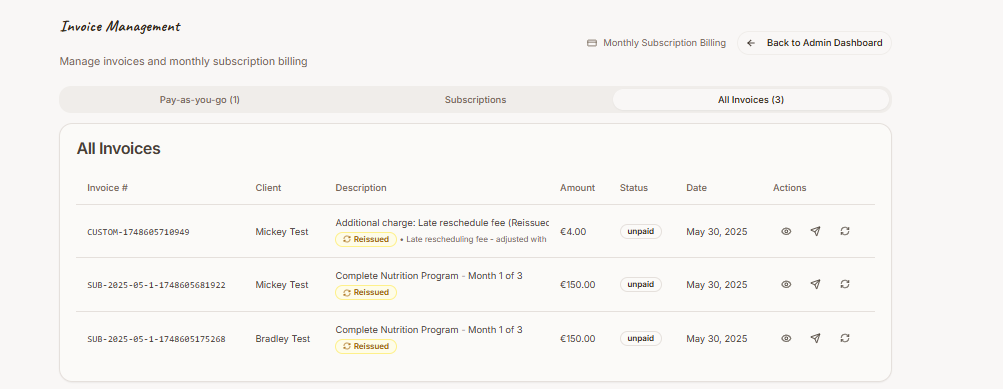 Invoice Management
Monthly Subscription Billing
Back to Admin Dashboard
Manage invoices and monthly subscription billing
Pay-as-you-go (1) Subscriptions All Invoices (3)
All Invoices
Invoice # Client Description Amount Status Date Actions
Additional charge: Late reschedule fee (Reissued
CUSTOM-1748605710949 Mickey Test €4.00 unpaid May 30, 2025
Reissued • Late rescheduling fee - adjusted with
Complete Nutrition Program - Month 1 of 3
SUB-2025-05-1-1748605681922 Mickey Test €150.00 unpaid May 30, 2025
Reissued
Complete Nutrition Program - Month 1 of 3
SUB-2025-05-1-1748605175268 Bradley Test €150.00 unpaid May 30, 2025
Reissued